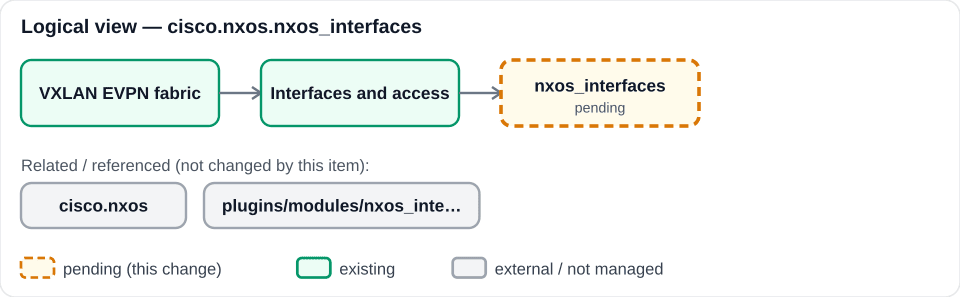 Logical view — cisco.nxos.nxos_interfaces
VXLAN EVPN fabric
Interfaces and access
nxos_interfaces
pending
Related / referenced (not changed by this item):
cisco.nxos
plugins/modules/nxos_inte…
pending (this change)
existing
external / not managed